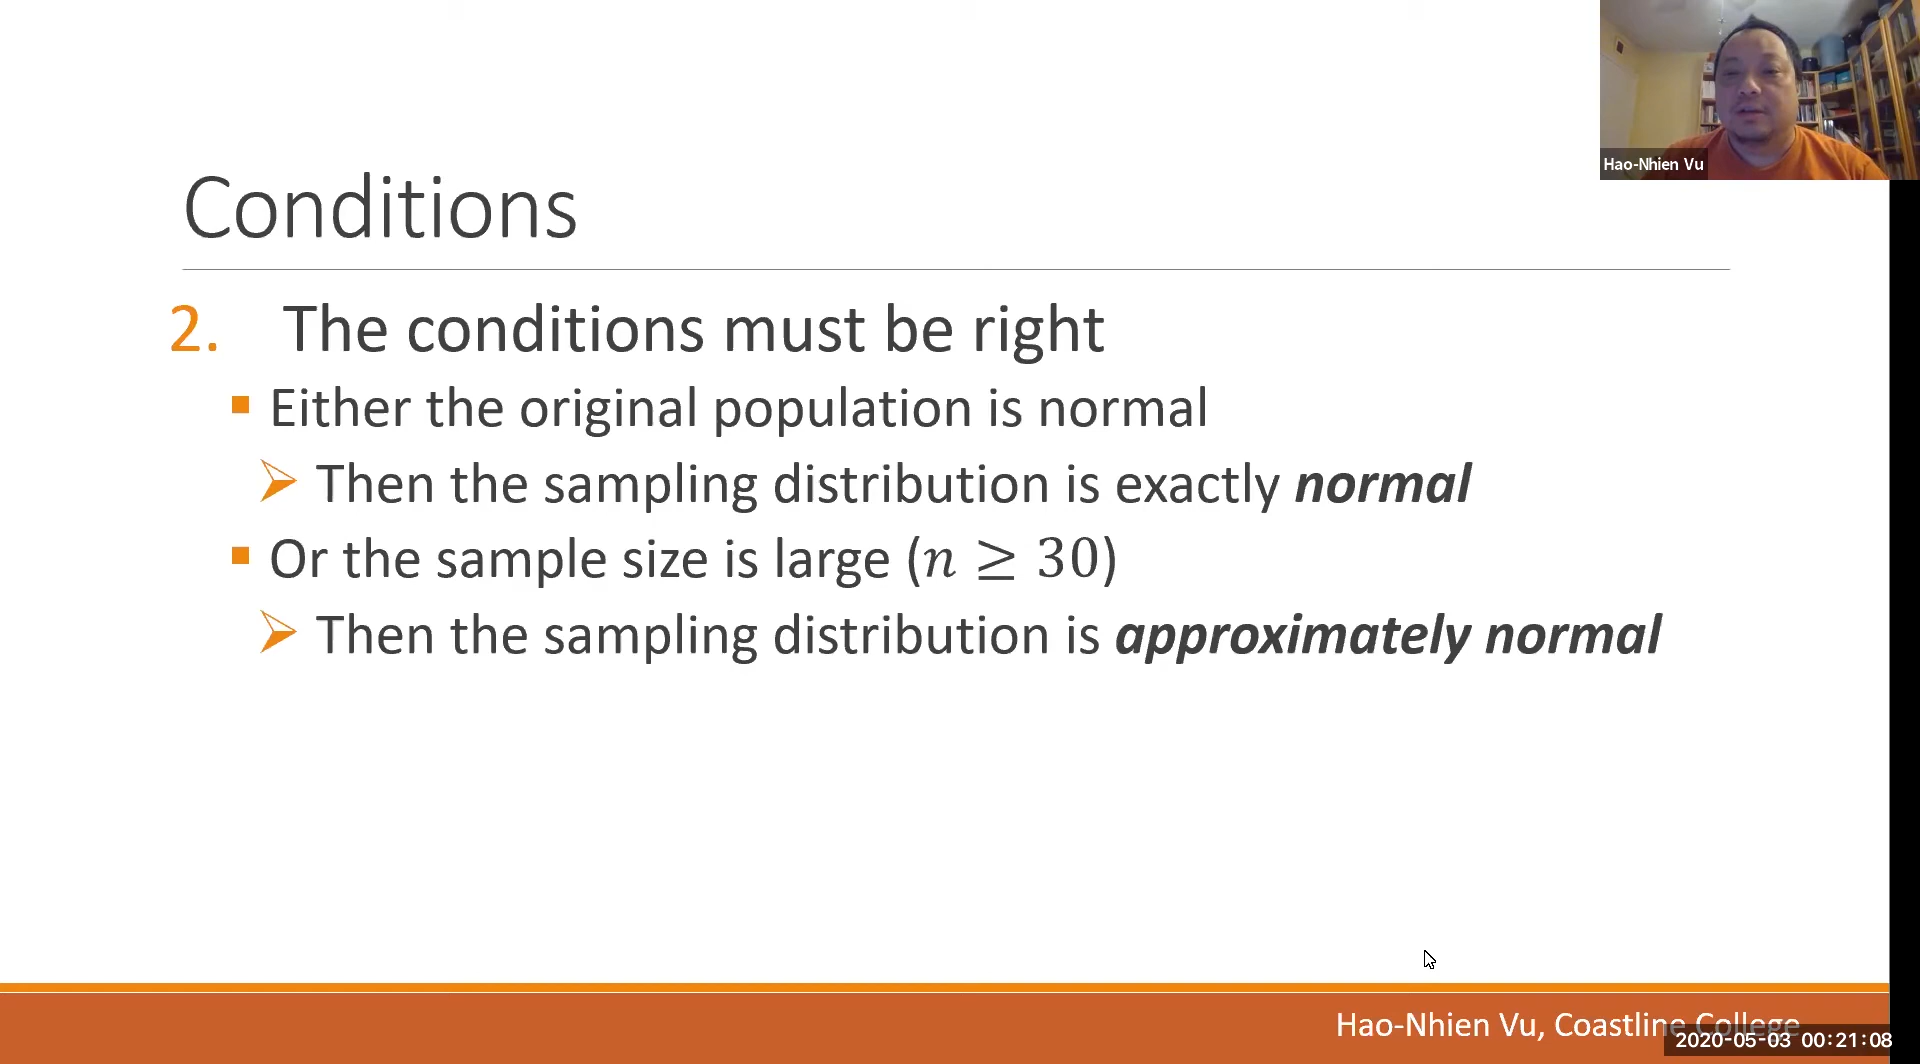 Hao-Nhien Vu
Conditions
2. The conditions must be right
Either the original population is normal
Then the sampling distribution is exactly normal
Or the sample size is large (n ≥ 30)
Then the sampling distribution is approximately normal
Hao-Nhien Vu, Coastline College
2020-05-03 00:21:08